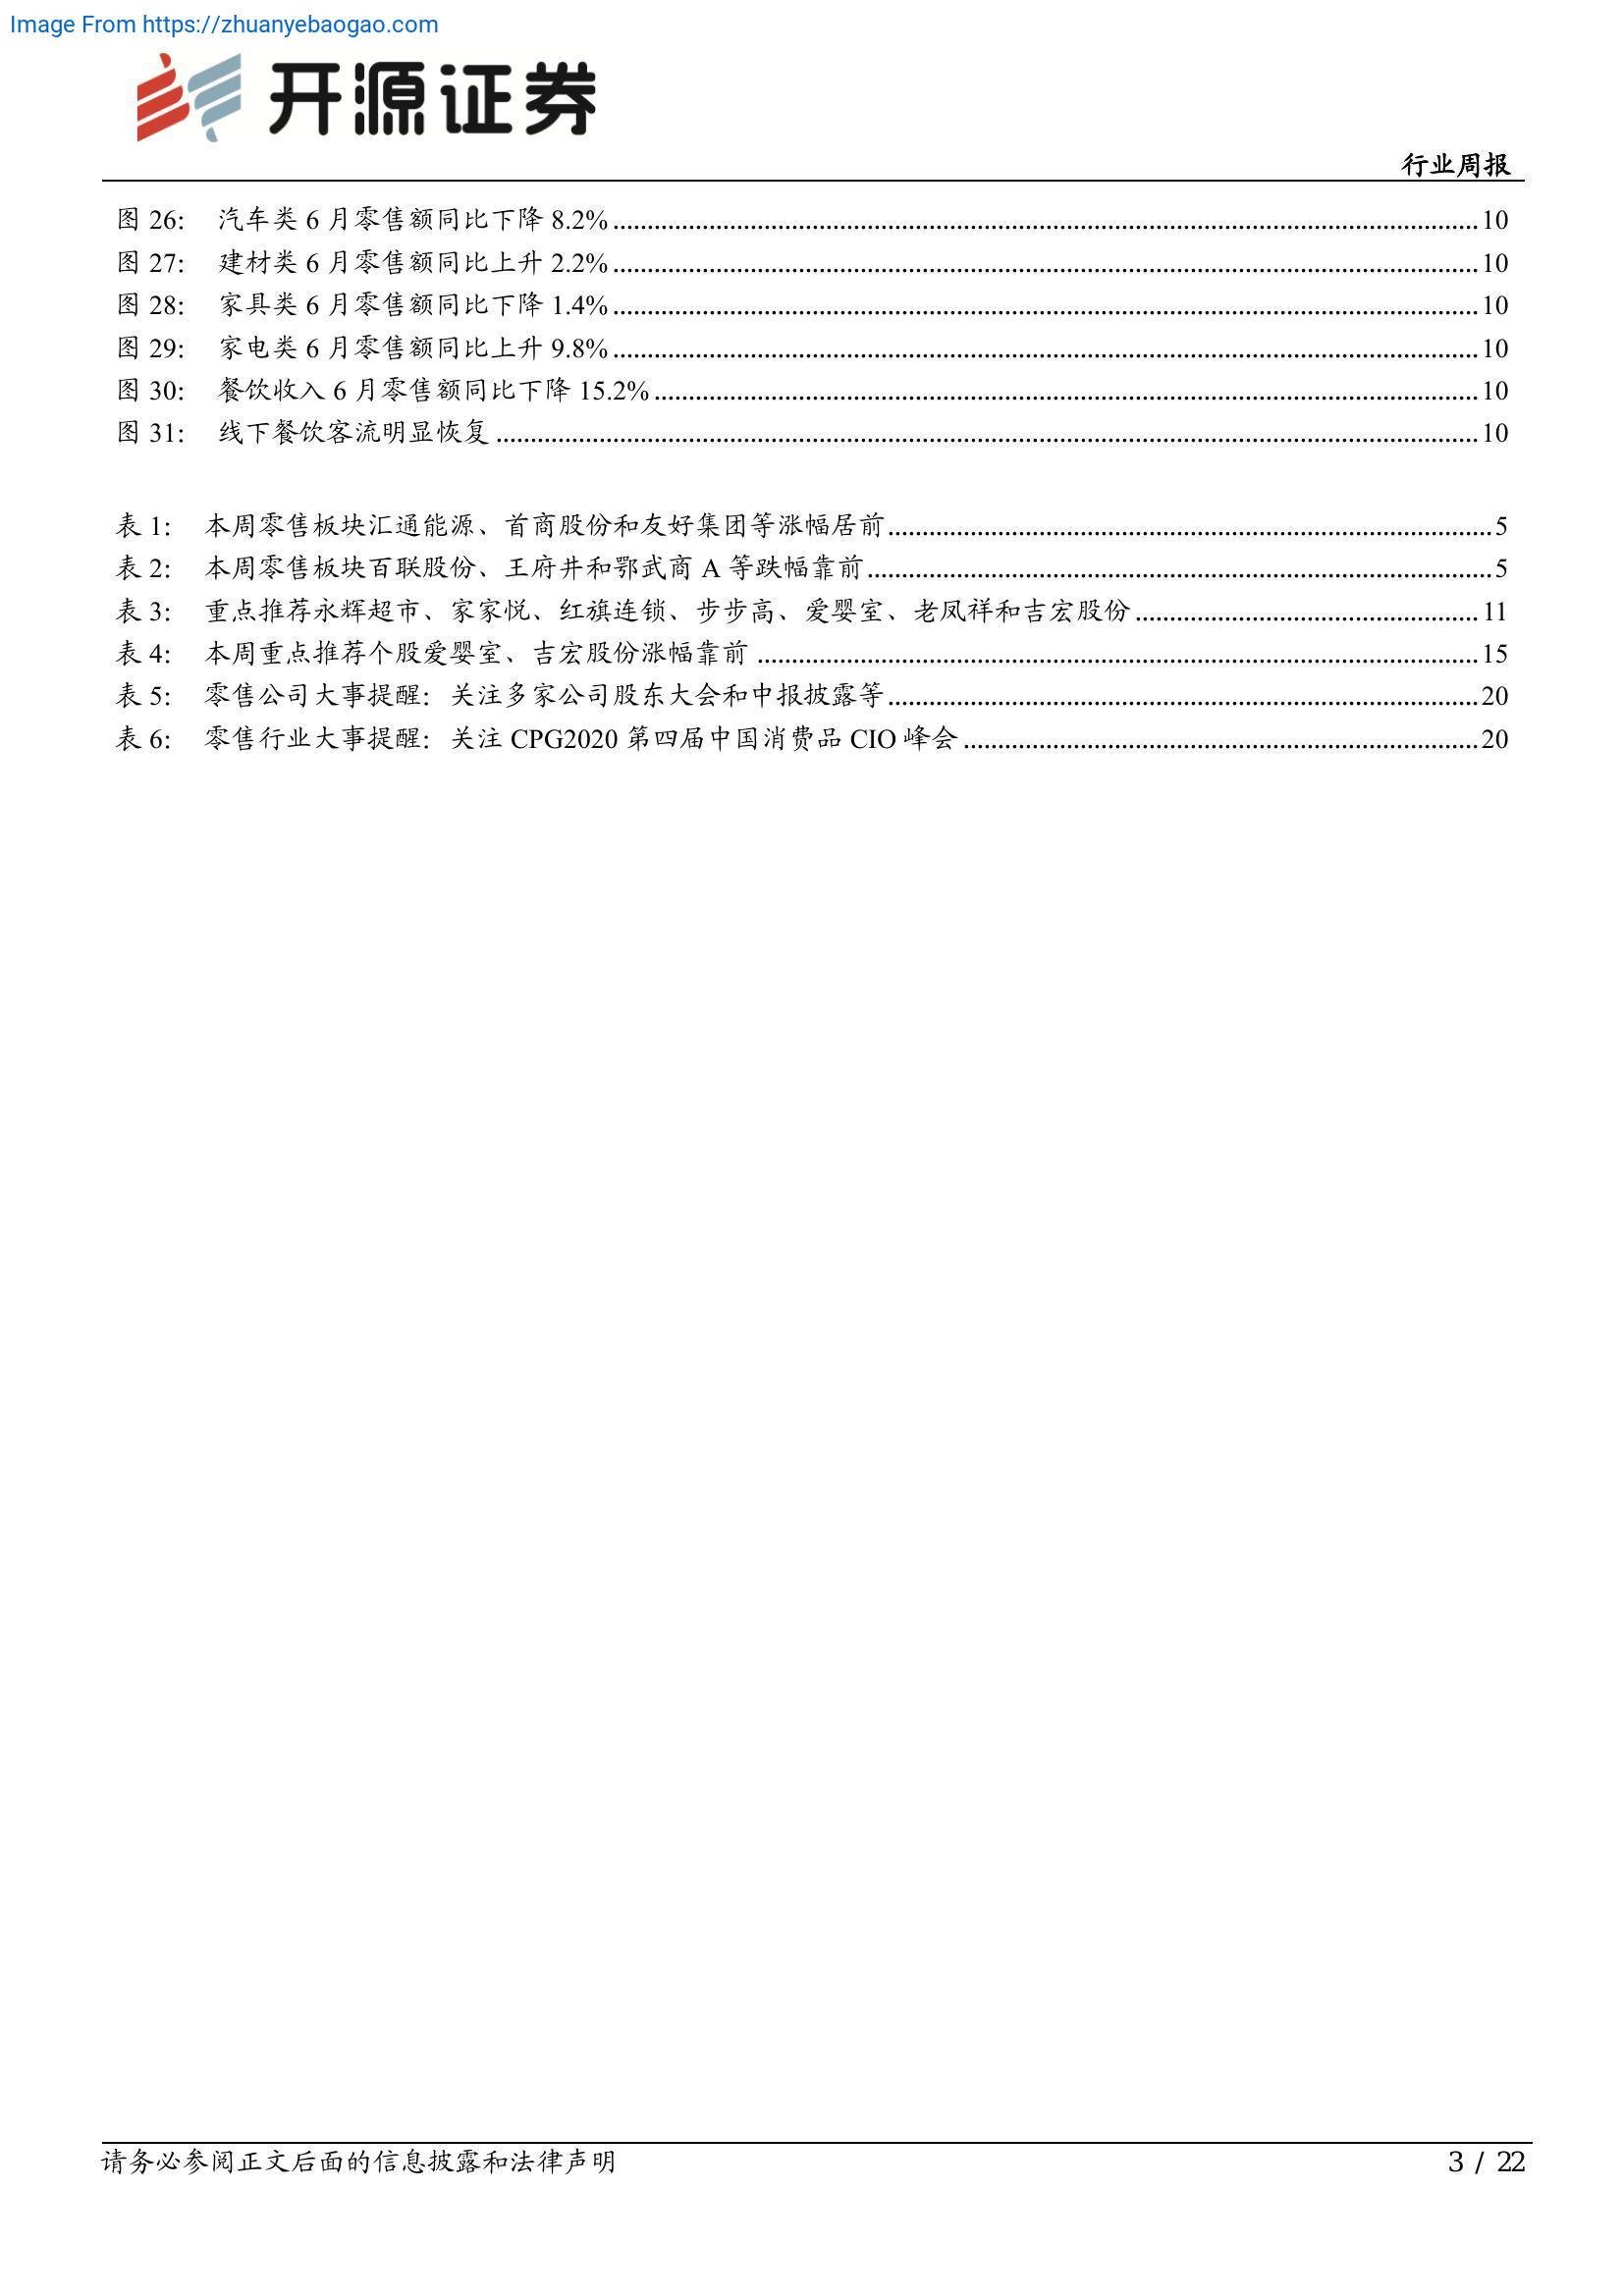 Image From https://zhuanyebaogao.com
开源证券
行业周报
图 26: 汽车类 6 月零售额同比下降 8.2%........10
图 27: 建材类 6 月零售额同比上升 2.2%........10
图 28: 家具类 6 月零售额同比下降 1.4%........10
图 29: 家电类 6 月零售额同比上升 9.8%........10
图 30: 餐饮收入 6 月零售额同比下降 15.2%........10
图 31: 线下餐饮客流明显恢复........10
表 1: 本周零售板块汇通能源、首商股份和友好集团等涨幅居前........5
表 2: 本周零售板块百联股份、王府井和鄂武商 A 等跌幅靠前........5
表 3: 重点推荐永辉超市、家家悦、红旗连锁、步步高、爱婴室、老凤祥和吉宏股份........11
表 4: 本周重点推荐个股爱婴室、吉宏股份涨幅靠前........15
表 5: 零售公司大事提醒：关注多家公司股东大会和中报披露等........20
表 6: 零售行业大事提醒：关注 CPG2020 第四届中国消费品 CIO 峰会........20
请务必参阅正文后面的信息披露和法律声明
3 / 22